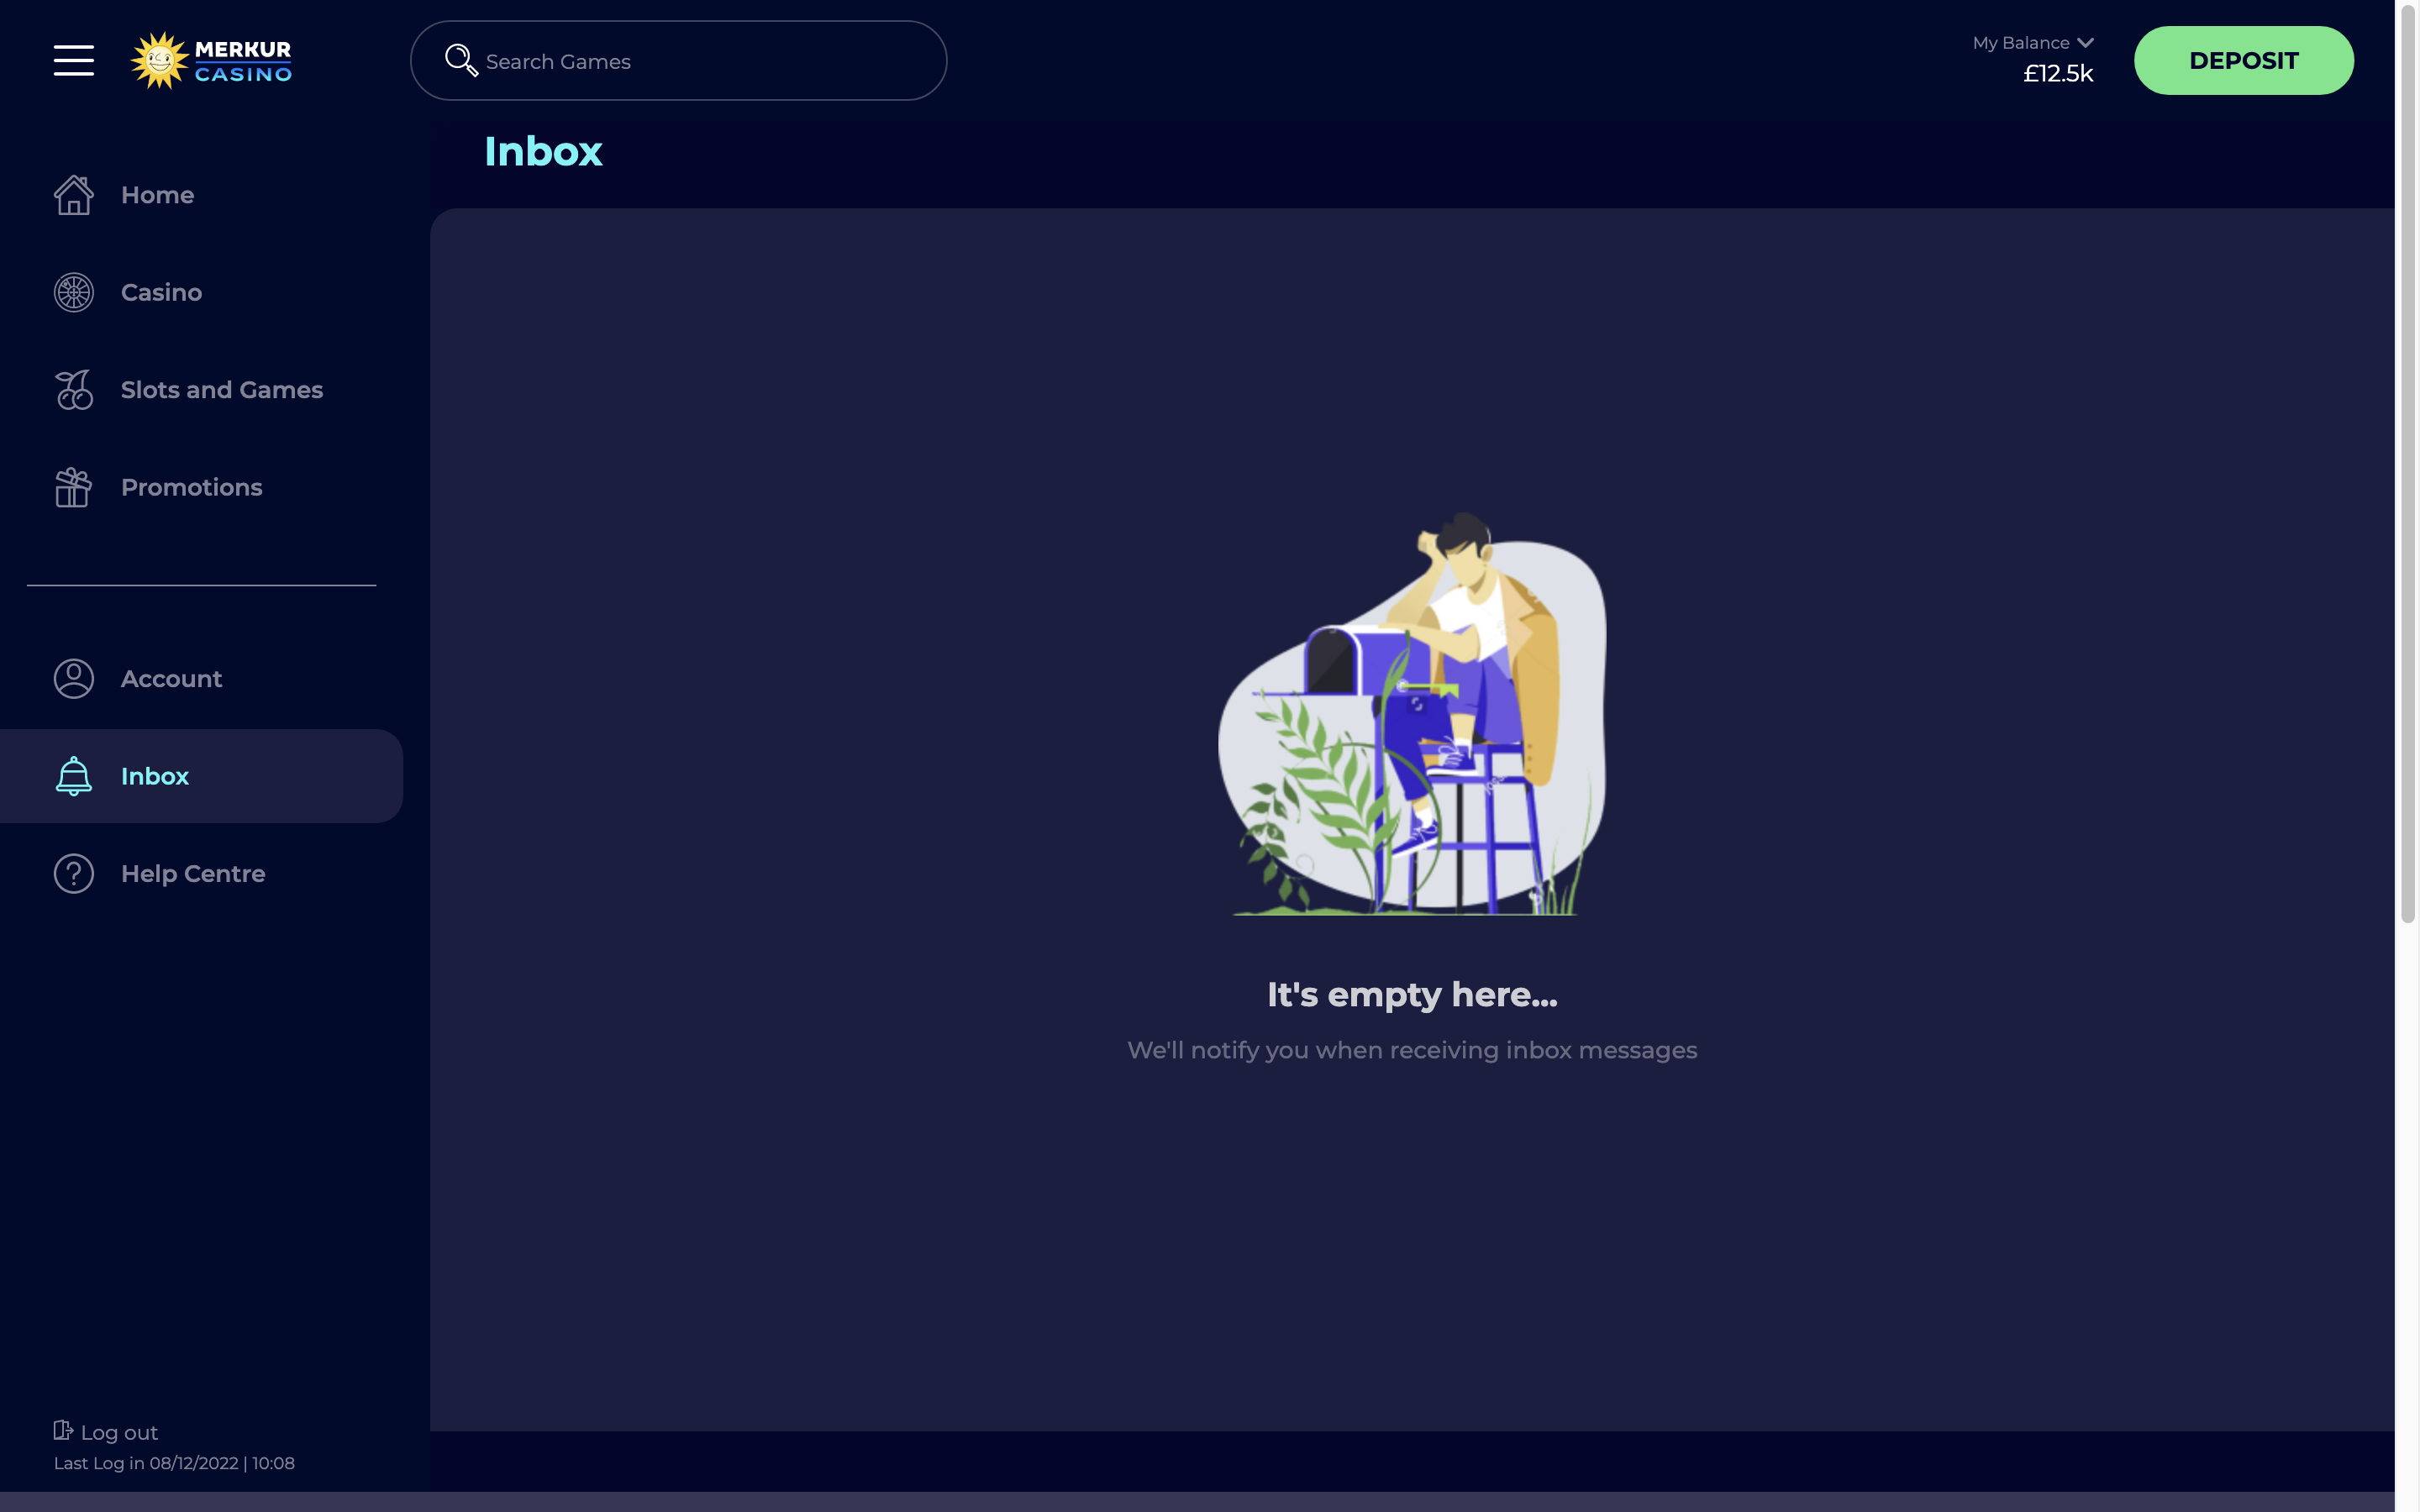 MERKUR
CASINO
Search Games
My Balance
£12.5k
DEPOSIT
Inbox
Home
Casino
Slots and Games
Promotions
Account
Inbox
Help Centre
It's empty here...
We'll notify you when receiving inbox messages
Log out
Last Log in 08/12/2022 | 10:08